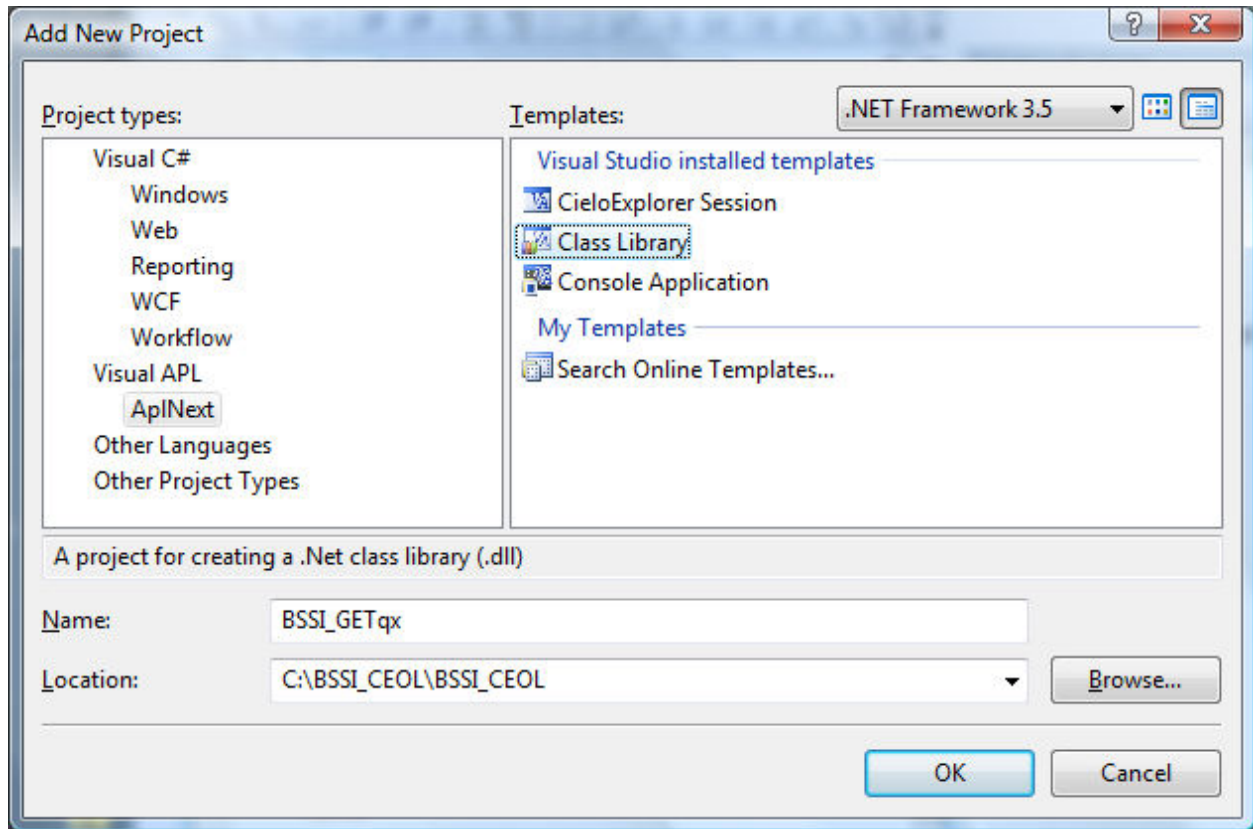 Add New Project
Project types:
Visual C#
Windows
Web
Reporting
WCF
Workflow
Visual APL
AplNext
Other Languages
Other Project Types
Templates:
.NET Framework 3.5
Visual Studio installed templates
CieloExplorer Session
Class Library
Console Application
My Templates
Search Online Templates...
A project for creating a .Net class library (.dll)
Name:
BSSI_GETqx
Location:
C:\BSSI_CEOL\BSSI_CEOL
Browse...
OK
Cancel